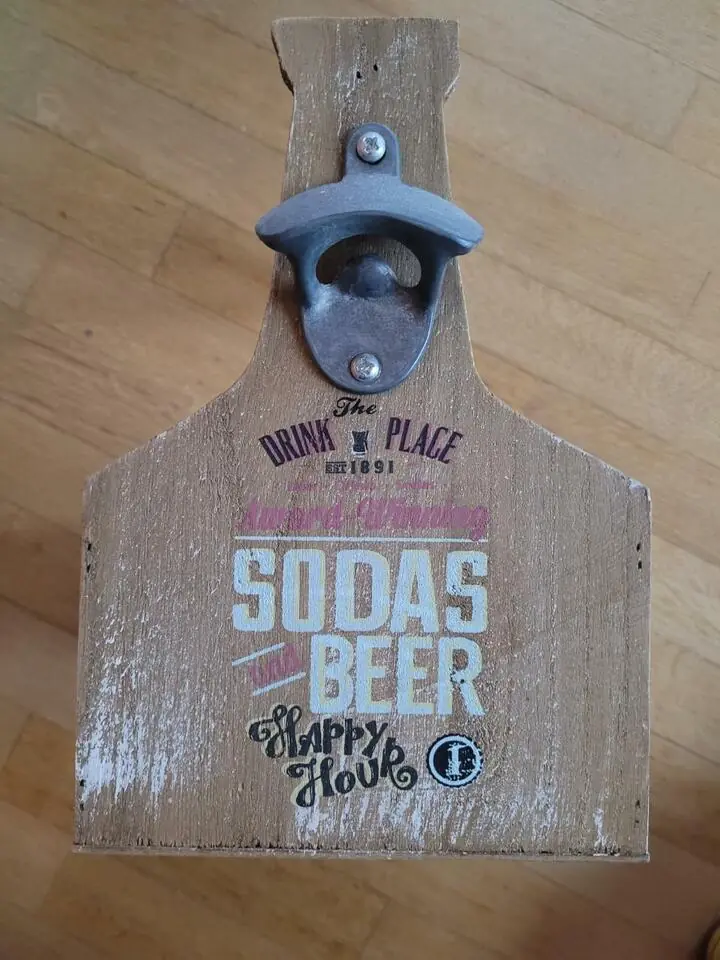 The
DRINK PLACE
EST 1891
Award Winning
SODAS
AND BEER
Happy
Hour